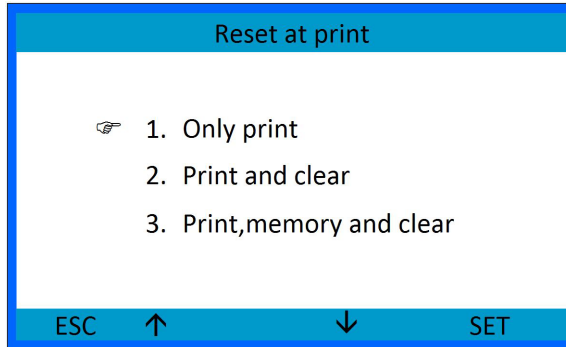 Reset at print
☞ 1. Only print
2. Print and clear
3. Print,memory and clear
ESC ↑ ↓ SET